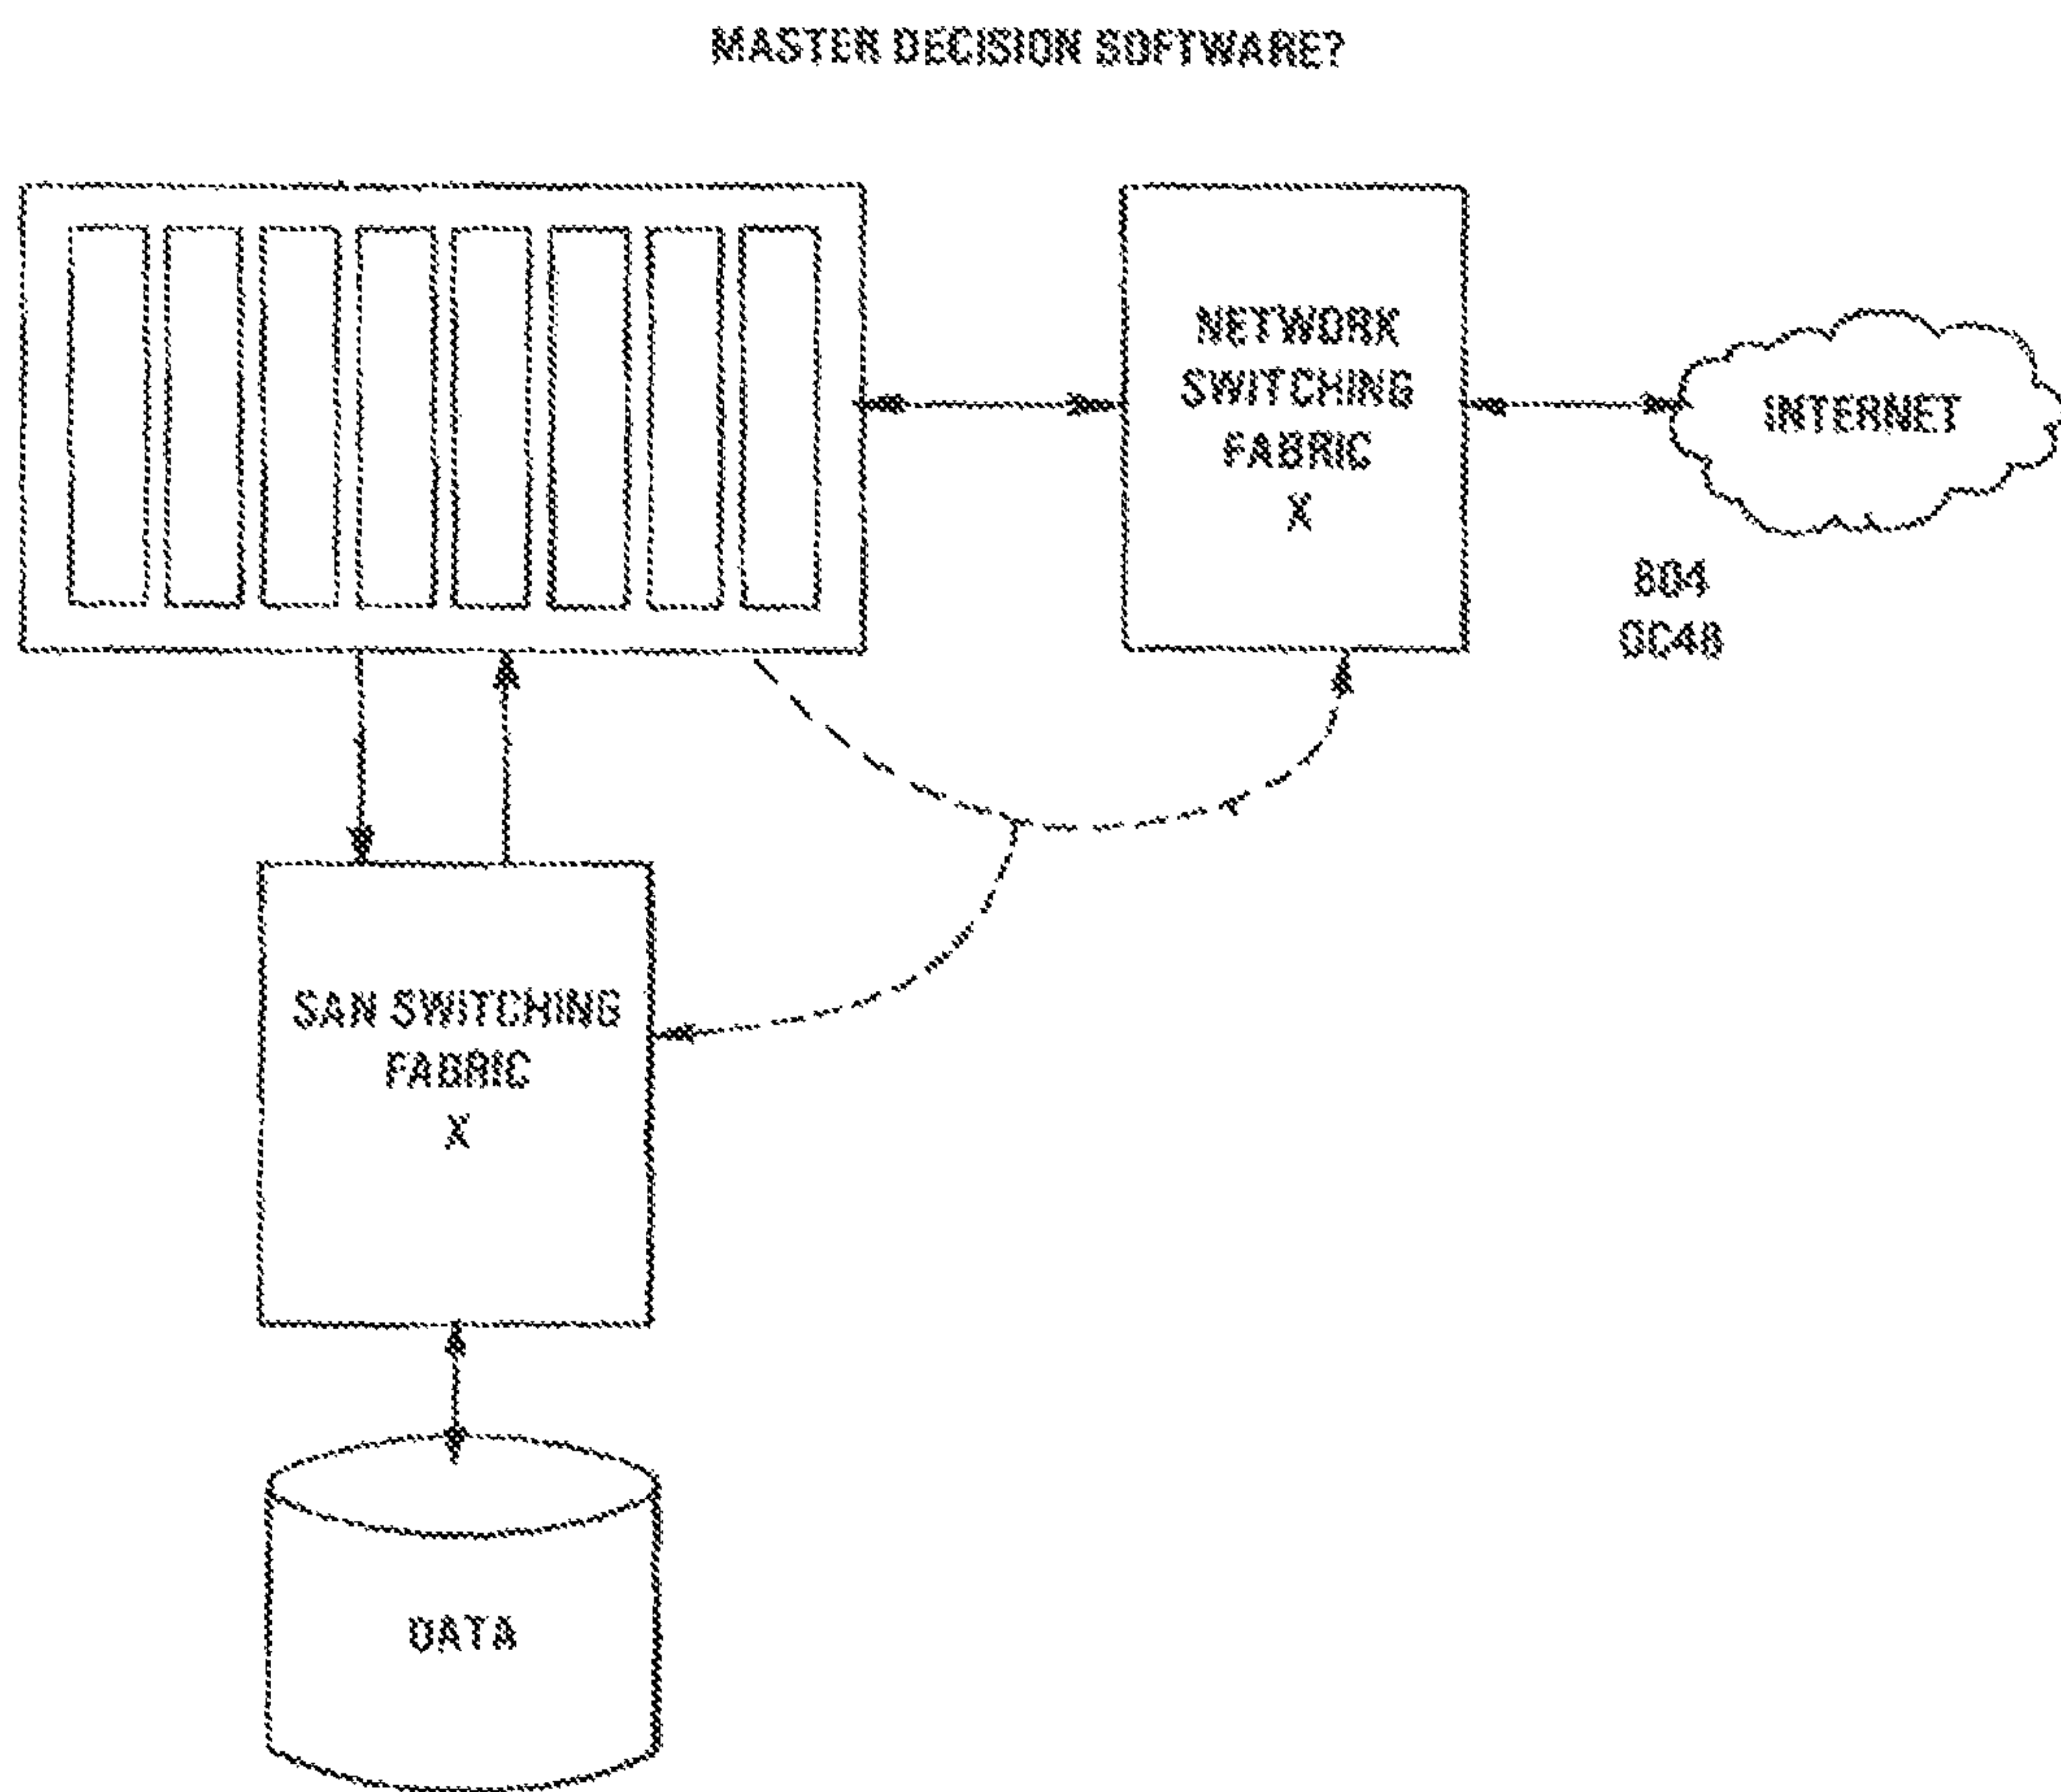 MASTER DECISION SOFTWARE?
NETWORK
SWITCHING
FABRIC
X
INTERNET
804
OC48
SAN SWITCHING
FABRIC
X
DATA